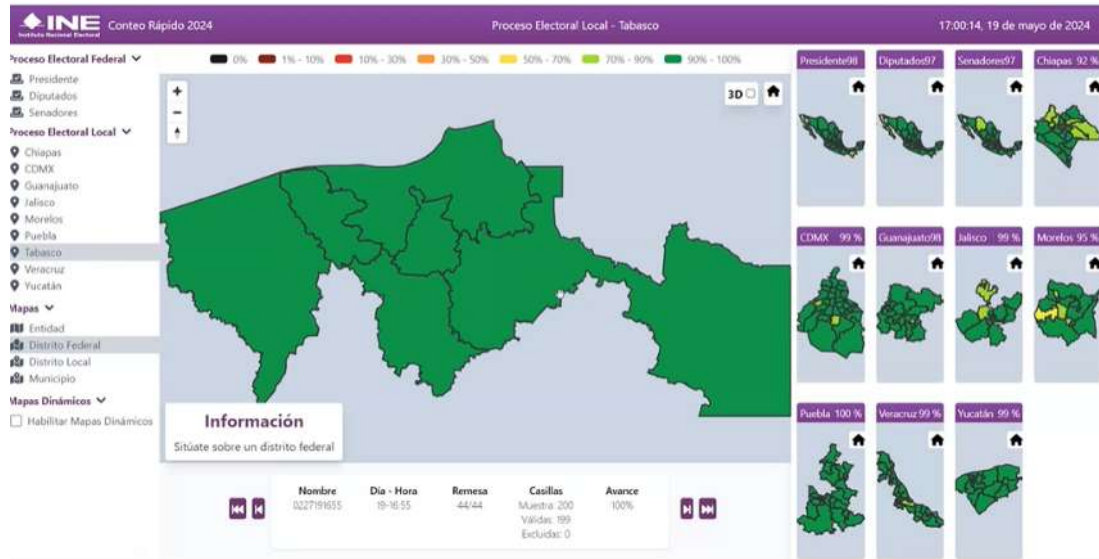 INE
Instituto Nacional Electoral
Conteo Rápido 2024
Proceso Electoral Local - Tabasco
17:00:14, 19 de mayo de 2024
Proceso Electoral Federal
Presidente
Diputados
Senadores
Proceso Electoral Local
Chiapas
CDMX
Guanajuato
Jalisco
Morelos
Puebla
Tabasco
Veracruz
Yucatán
Mapas
Entidad
Distrito Federal
Distrito Local
Municipio
Mapas Dinámicos
Habilitar Mapas Dinámicos
0% 1% - 10% 10% - 30% 30% - 50% 50% - 70% 70% - 90% 90% - 100%
+
−
3D
Información
Sitúate sobre un distrito federal
Nombre Día - Hora Remesa Casillas Avance
0227191655 19-16:55 44/44 Muestra: 200 100%
Válidas: 199
Excluidas: 0
Presidente98 Diputados97 Senadores97 Chiapas 92 %
CDMX 99 % Guanajuato98 Jalisco 99 % Morelos 95 %
Puebla 100 % Veracruz 99 % Yucatán 99 %